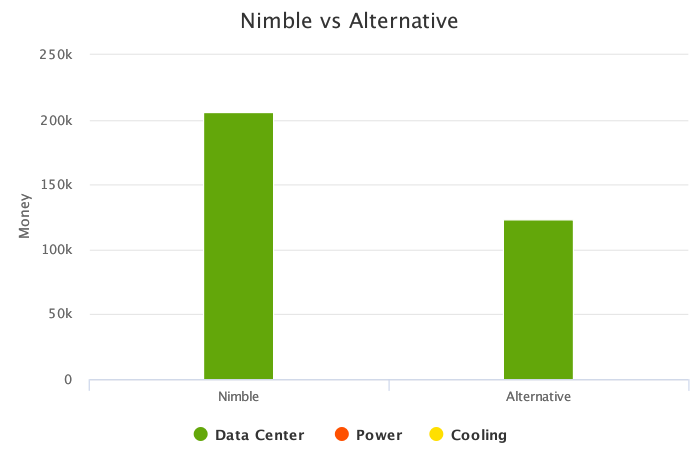 Nimble vs Alternative
250k
200k
150k
100k
50k
0
Money
Nimble Alternative
Data Center Power Cooling